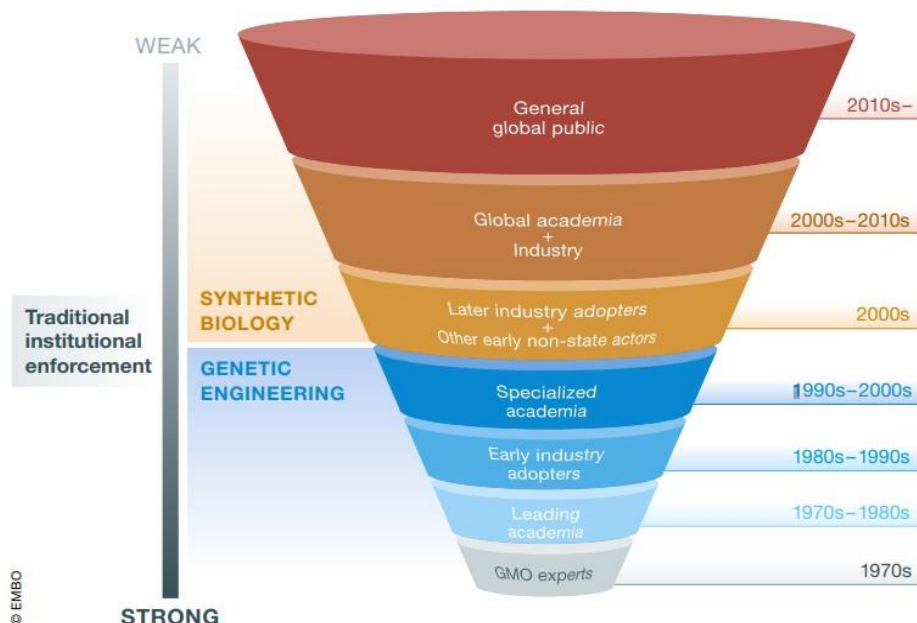 WEAK
General
global public
2010s–
Global academia
+
Industry
2000s–2010s
SYNTHETIC
BIOLOGY
Later industry adopters
+
Other early non-state actors
2000s
Traditional
institutional
enforcement
GENETIC
ENGINEERING
Specialized
academia
1990s–2000s
Early industry
adopters
1980s–1990s
Leading
academia
1970s–1980s
GMO experts
1970s
© EMBO
STRONG